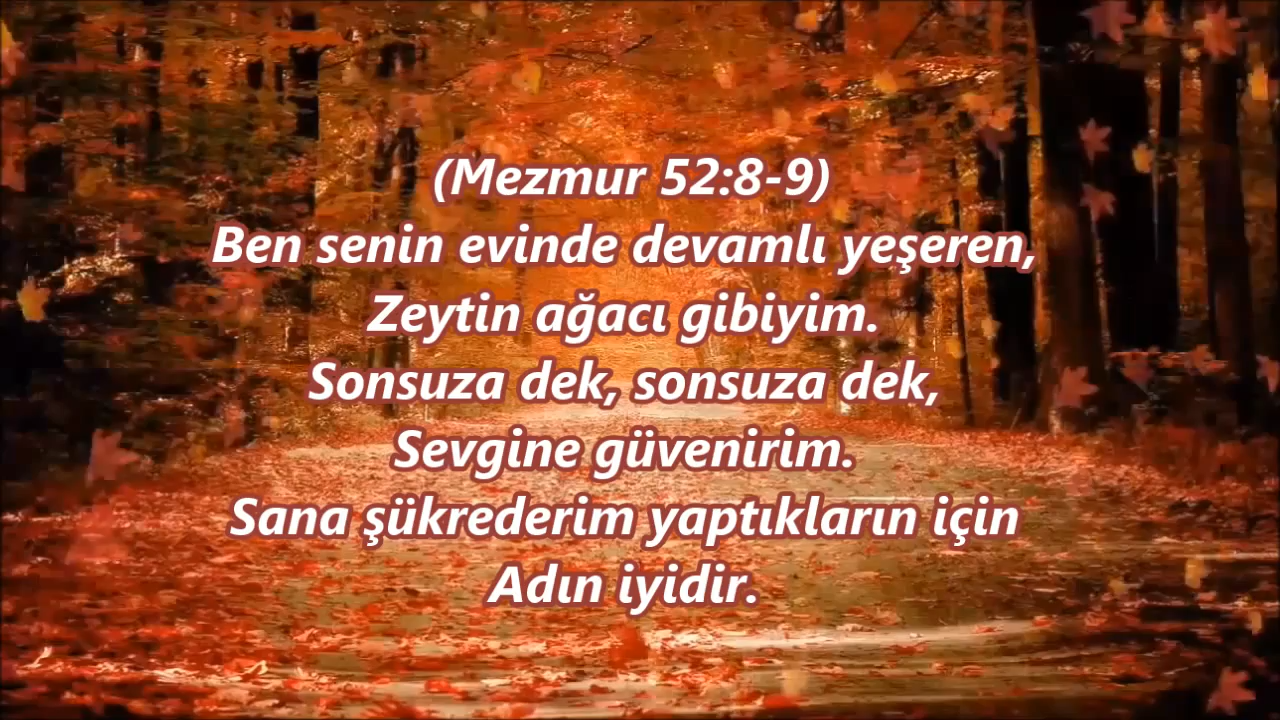 (Mezmur 52:8-9)
Ben senin evinde devamlı yeşeren,
Zeytin ağacı gibiyim.
Sonsuza dek, sonsuza dek,
Sevgine güvenirim.
Sana şükrederim yaptıkların için
Adın iyidir.